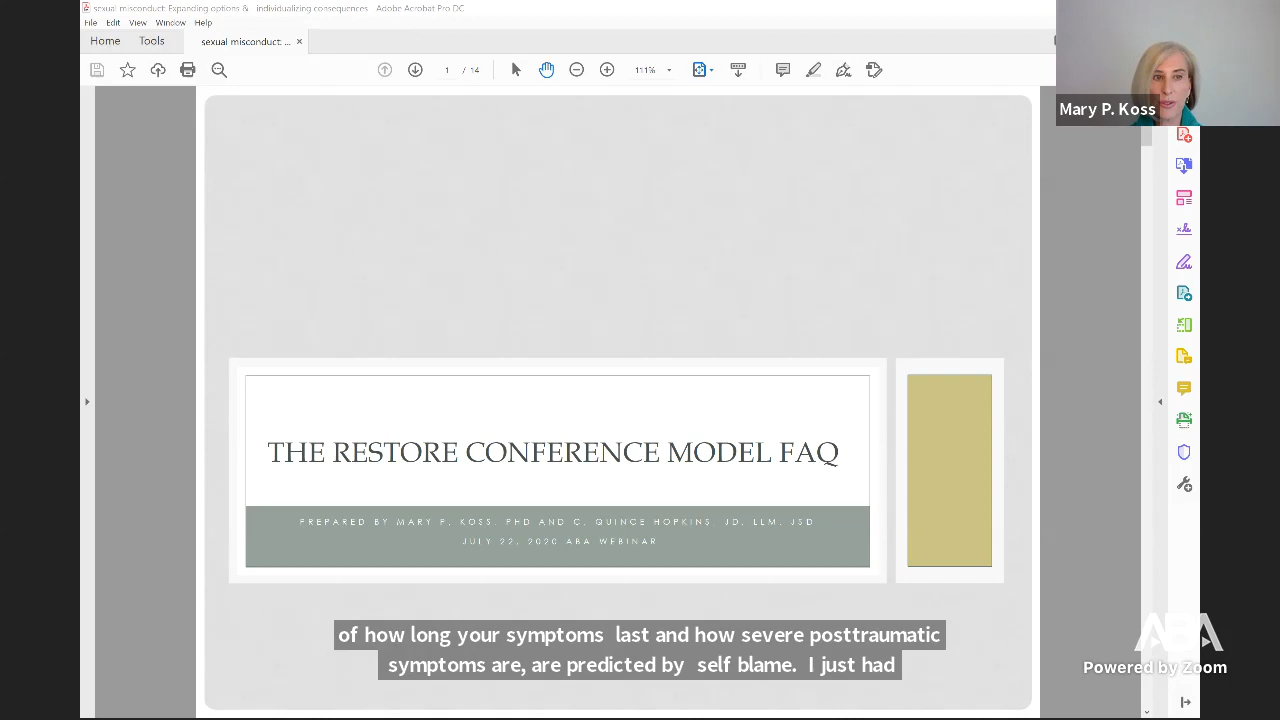 sexual misconduct: Expanding options & individualizing consequences - Adobe Acrobat Pro DC
File Edit View Window Help
Home Tools sexual misconduct: ... ×
1 / 14 111%
Mary P. Koss
THE RESTORE CONFERENCE MODEL FAQ
PREPARED BY MARY P. KOSS, PHD AND C. QUINCE HOPKINS JD, LLM, JSD
JULY 22, 2020 ABA WEBINAR
of how long your symptoms last and how severe posttraumatic
symptoms are, are predicted by self blame. I just had
ABA
Powered by Zoom